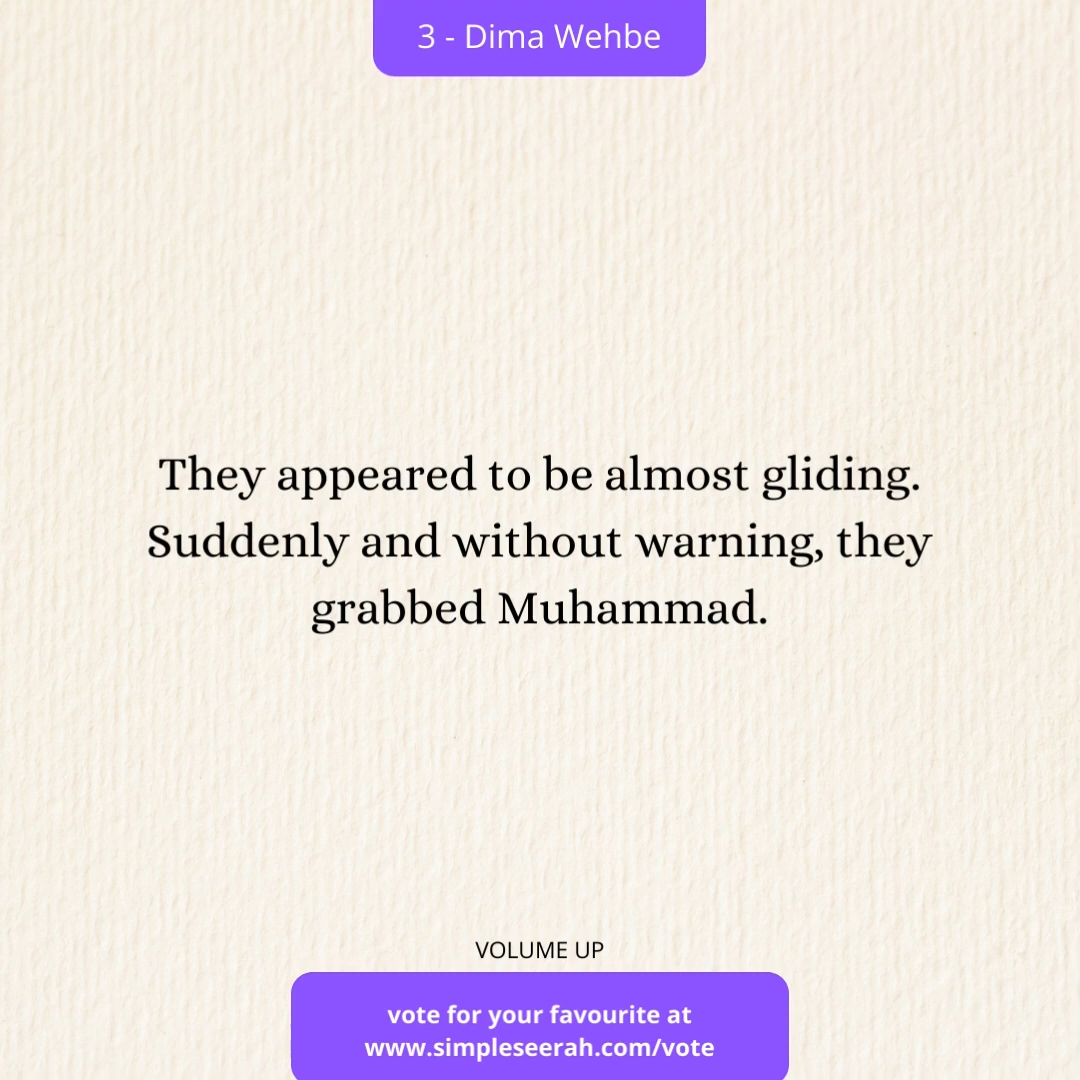 3 - Dima Wehbe
They appeared to be almost gliding.
Suddenly and without warning, they
grabbed Muhammad.
VOLUME UP
vote for your favourite at
www.simpleseerah.com/vote